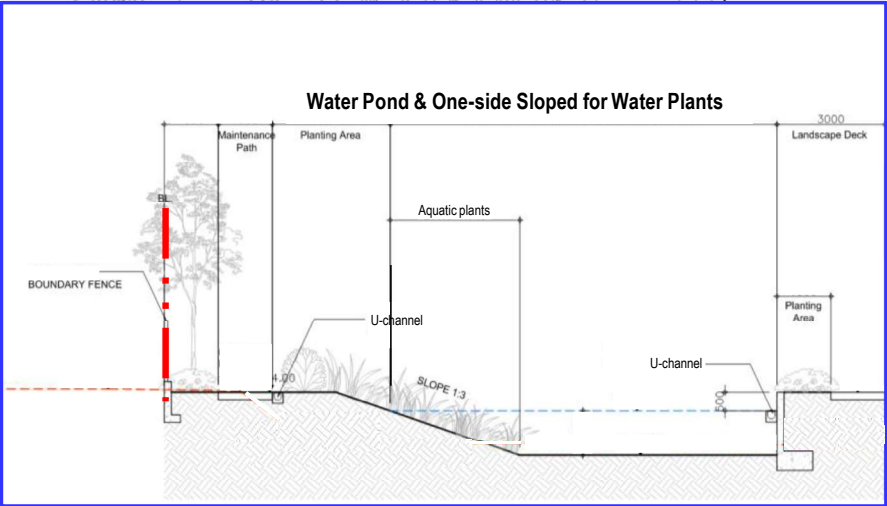 Water Pond & One-side Sloped for Water Plants
3000
Maintenance
Path
Planting Area
Landscape Deck
BL.
Aquatic plants
BOUNDARY FENCE
Planting
Area
U-channel
U-channel
4.00
SLOPE 1:3
500